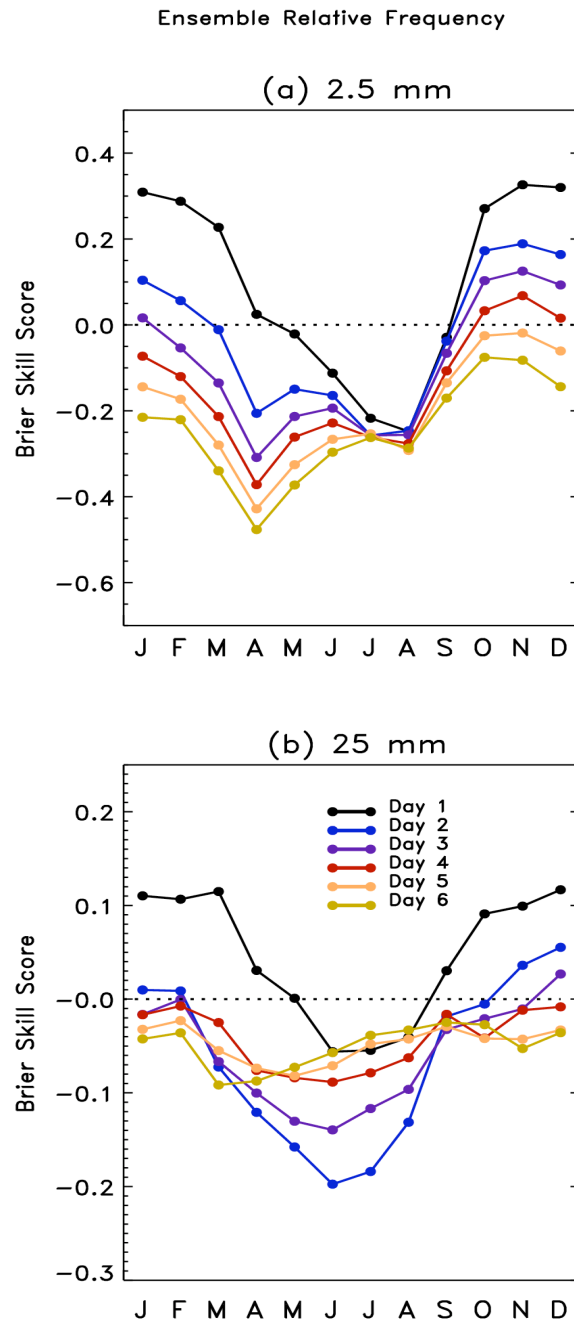 Ensemble Relative Frequency
(a) 2.5 mm
0.4
0.2
0.0
−0.2
−0.4
−0.6
Brier Skill Score
J F M A M J J A S O N D
(b) 25 mm
0.2
0.1
−0.0
−0.1
−0.2
−0.3
Brier Skill Score
Day 1
Day 2
Day 3
Day 4
Day 5
Day 6
J F M A M J J A S O N D